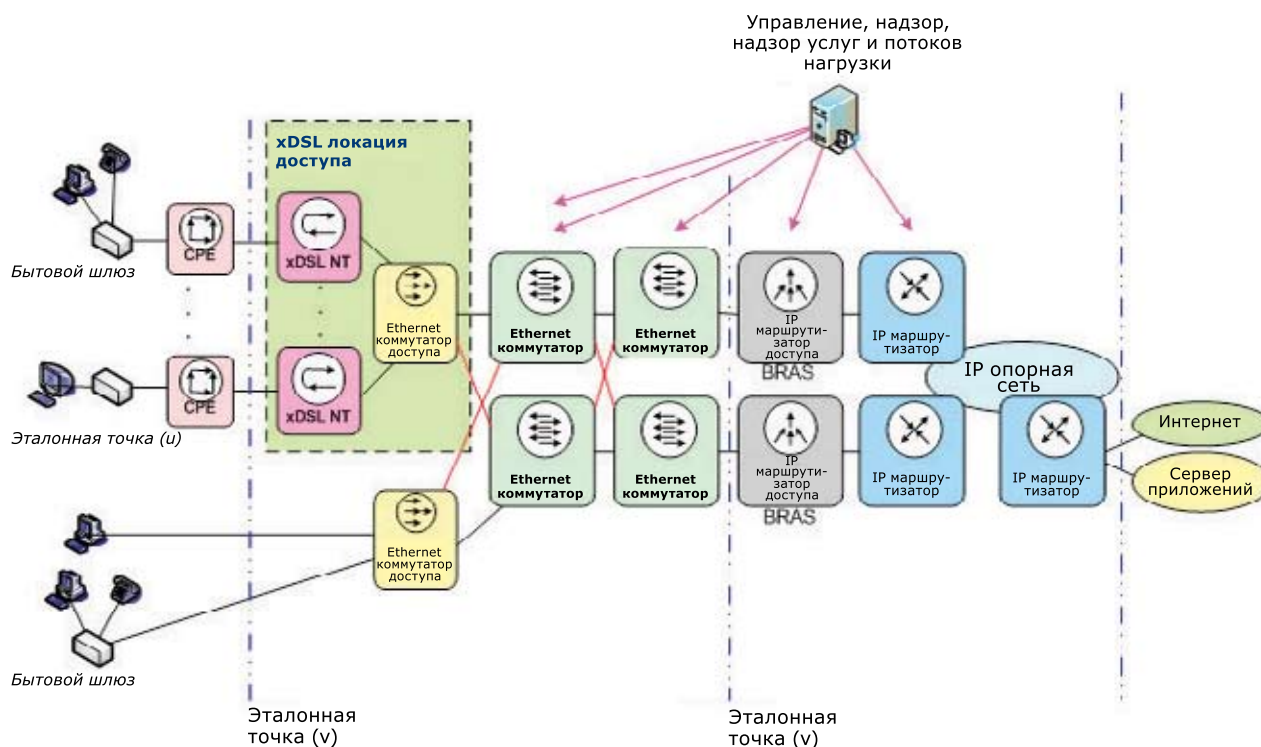 Управление, надзор,
надзор услуг и потоков
нагрузки
xDSL локация
доступа
CPE
xDSL NT
Бытовой шлюз
Ethernet
коммутатор
доступа
Ethernet
коммутатор
Ethernet
коммутатор
IP
маршрути-
затор
доступа
BRAS
IP маршру-
тизатор
IP опорная
сеть
CPE
xDSL NT
Эталонная точка (u)
Ethernet
коммутатор
Ethernet
коммутатор
IP
маршрути-
затор
доступа
BRAS
IP маршру-
тизатор
IP маршру-
тизатор
Интернет
Сервер
приложений
Ethernet
коммутатор
доступа
Бытовой шлюз
Эталонная
точка (v)
Эталонная
точка (v)